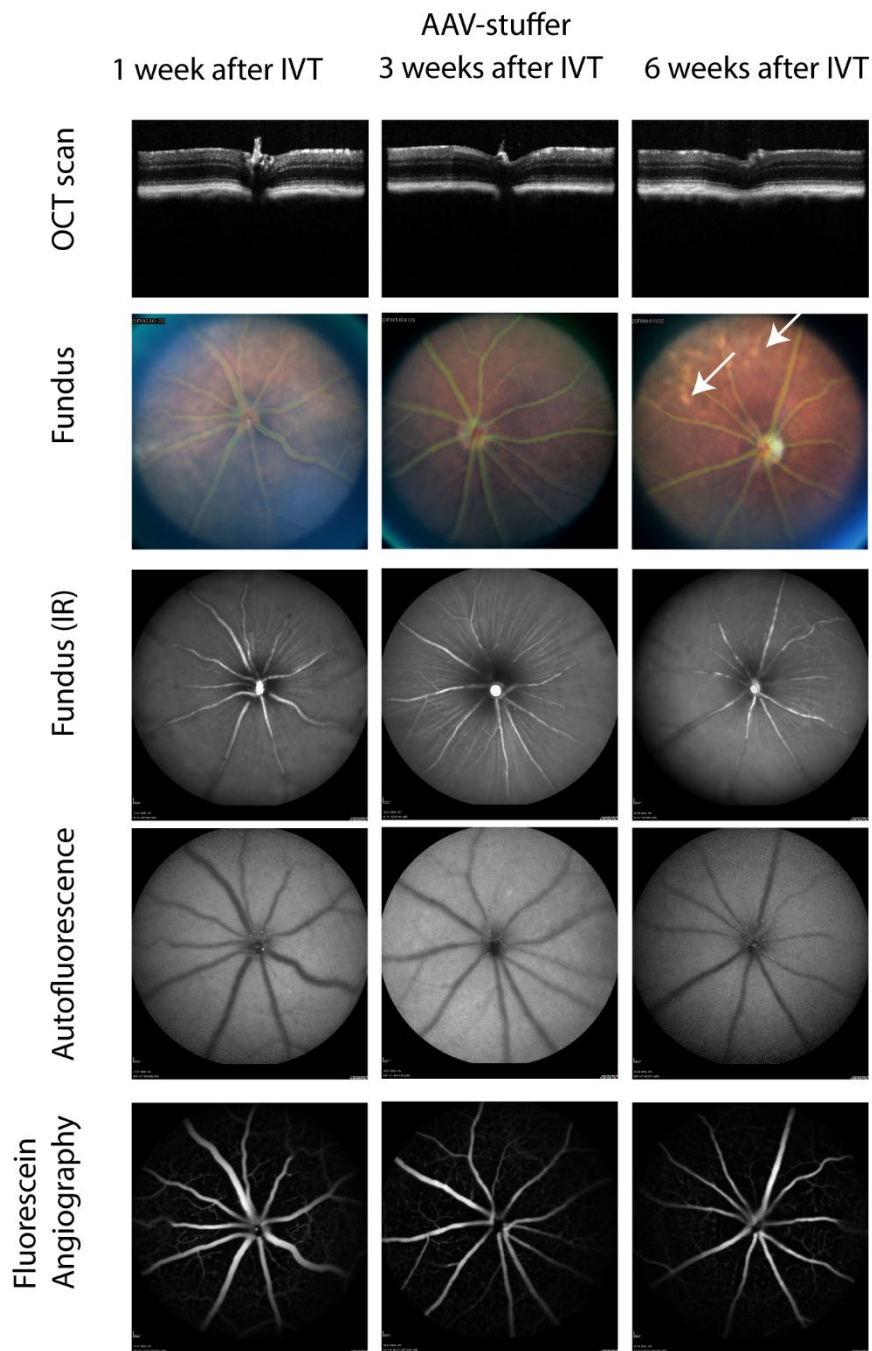 AAV-stuffer
1 week after IVT
3 weeks after IVT
6 weeks after IVT
OCT scan
Fundus
Fundus (IR)
Autofluorescence
Fluorescein
Angiography